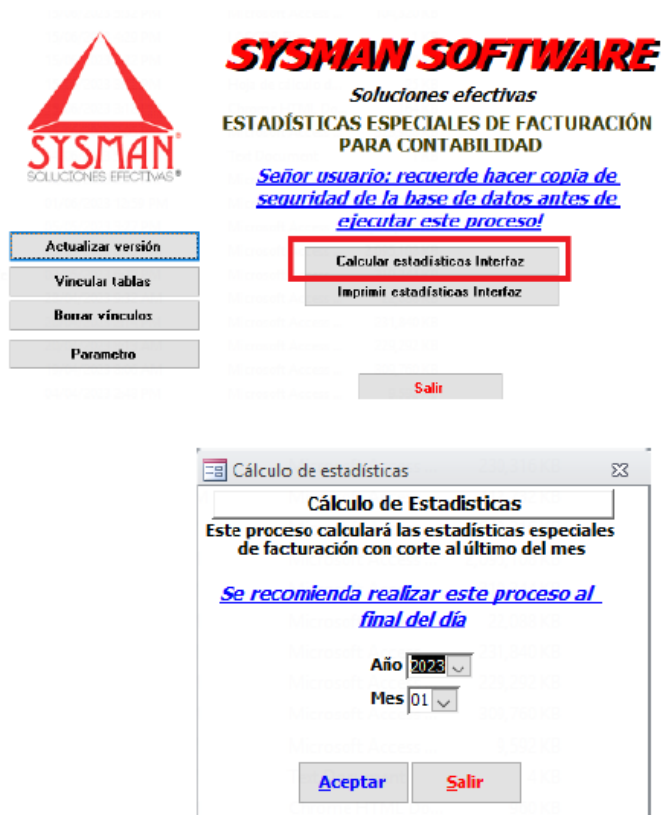 SYSMAN SOFTWARE
Soluciones efectivas
ESTADÍSTICAS ESPECIALES DE FACTURACIÓN
PARA CONTABILIDAD
SYSMAN
SOLUCIONES EFECTIVAS®
Señor usuario: recuerde hacer copia de
seguridad de la base de datos antes de
ejecutar este proceso!
Actualizar versión
Vincular tablas
Borrar vínculos
Parametro
Calcular estadísticas Interfaz
Imprimir estadísticas Interfaz
Salir
Cálculo de estadísticas
Cálculo de Estadisticas
Este proceso calculará las estadísticas especiales
de facturación con corte al último del mes
Se recomienda realizar este proceso al
final del día
Año 2023
Mes 01
Aceptar
Salir